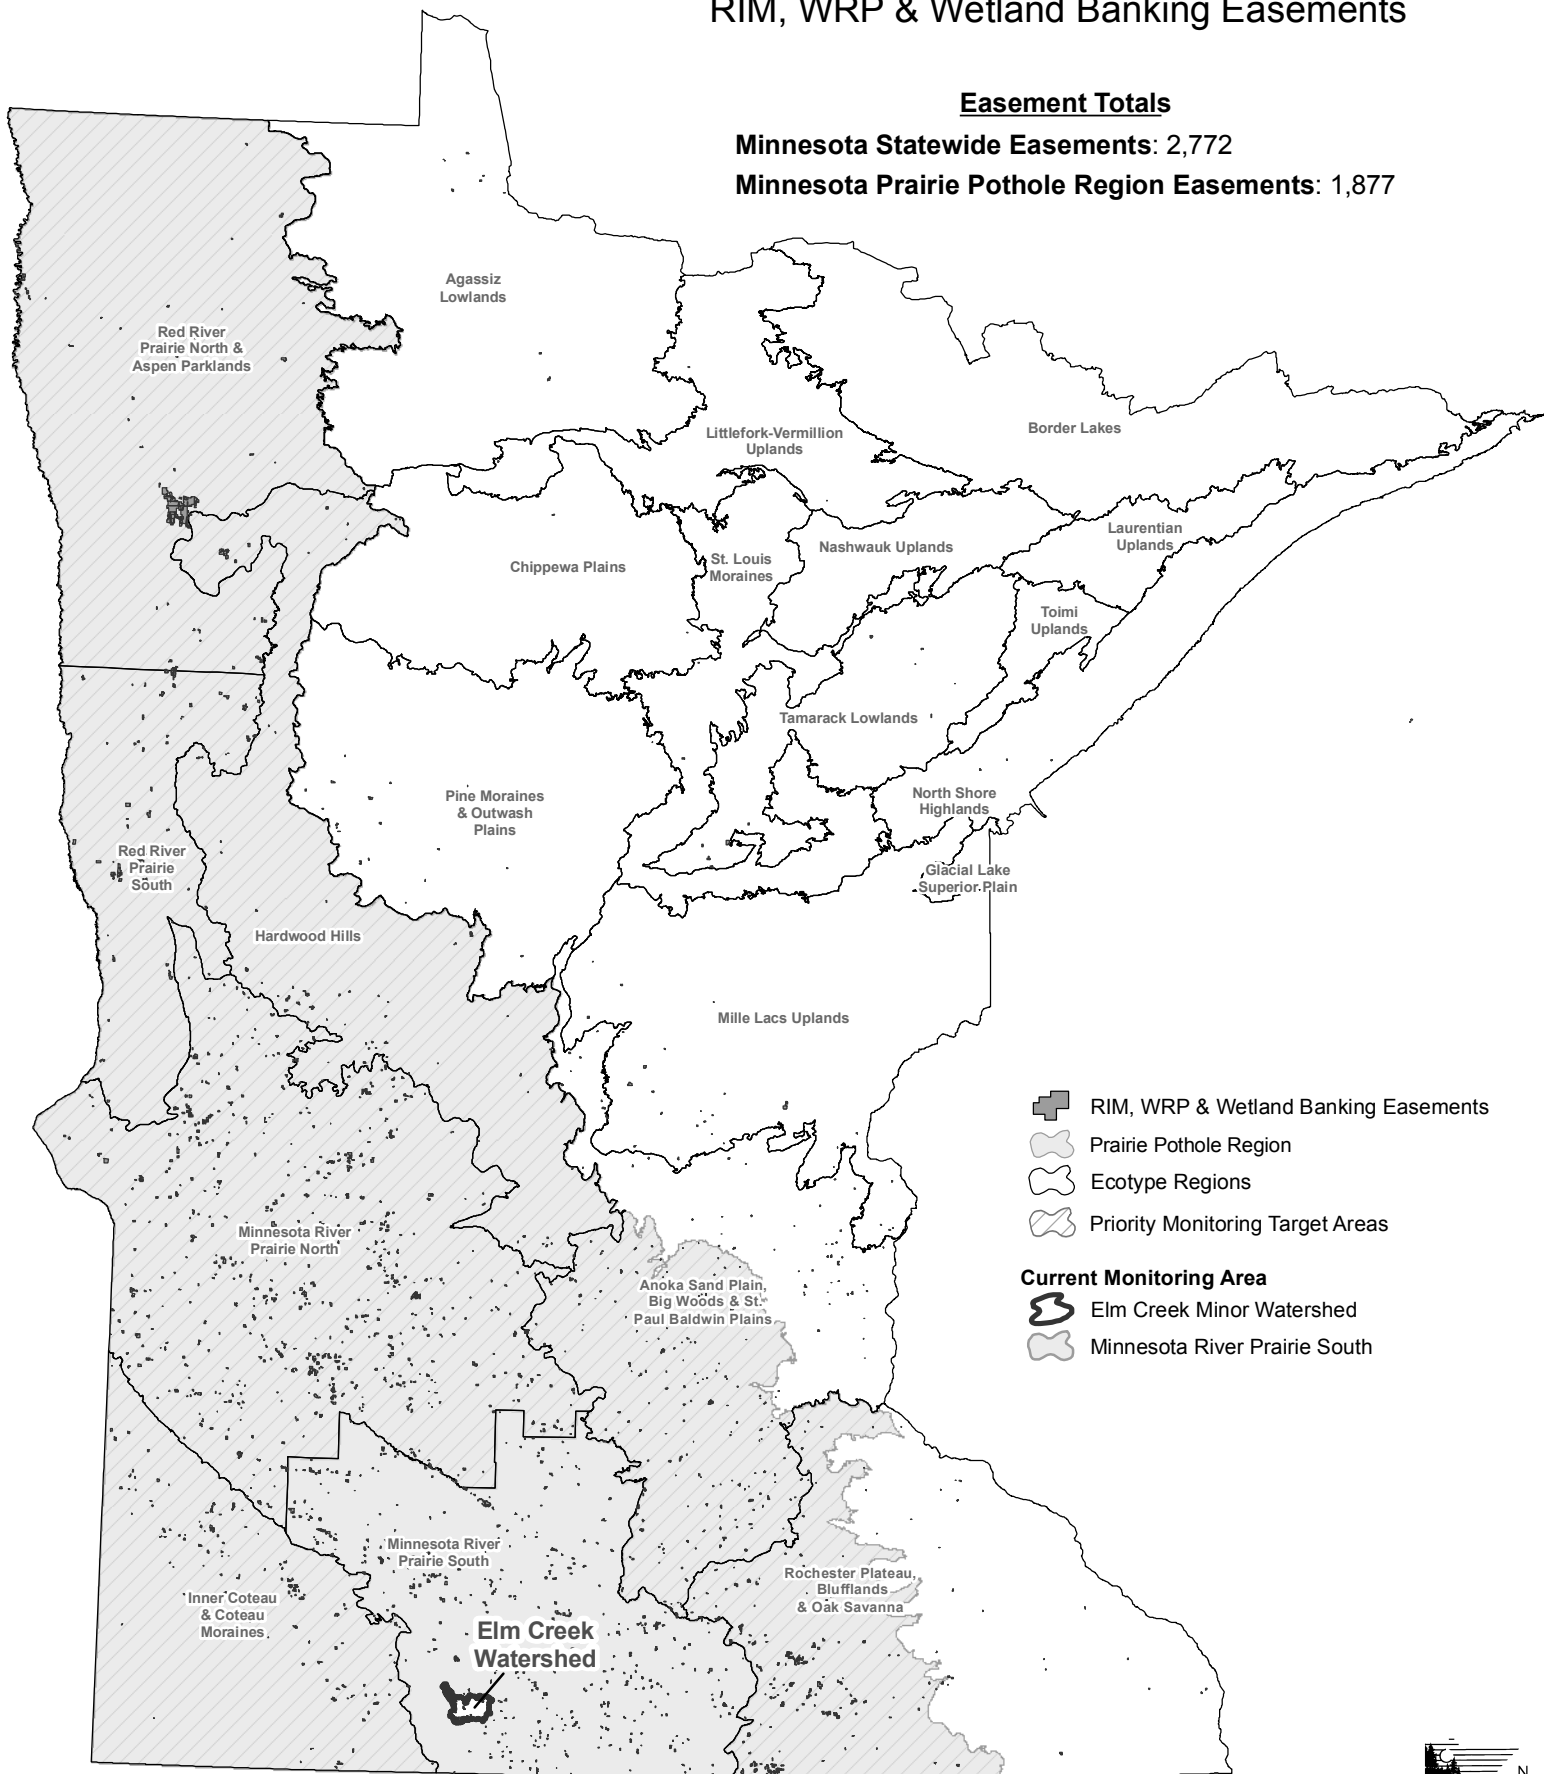 RIM, WRP & Wetland Banking Easements
Easement Totals
Minnesota Statewide Easements: 2,772
Minnesota Prairie Pothole Region Easements: 1,877
Agassiz
Lowlands
Red River
Prairie North &
Aspen Parklands
Littlefork-Vermillion
Uplands
Border Lakes
Laurentian
Uplands
Nashwauk Uplands
St. Louis
Moraines
Chippewa Plains
Toimi
Uplands
Tamarack Lowlands
Pine Moraines
& Outwash
Plains
North Shore
Highlands
Red River
Prairie
South
Glacial Lake
Superior Plain
Hardwood Hills
Mille Lacs Uplands
RIM, WRP & Wetland Banking Easements
Prairie Pothole Region
Ecotype Regions
Priority Monitoring Target Areas
Current Monitoring Area
Elm Creek Minor Watershed
Minnesota River Prairie South
Minnesota River
Prairie North
Anoka Sand Plain,
Big Woods & St.
Paul Baldwin Plains
Minnesota River
Prairie South
Rochester Plateau,
Blufflands
& Oak Savanna
Inner Coteau
& Coteau
Moraines
Elm Creek
Watershed
N